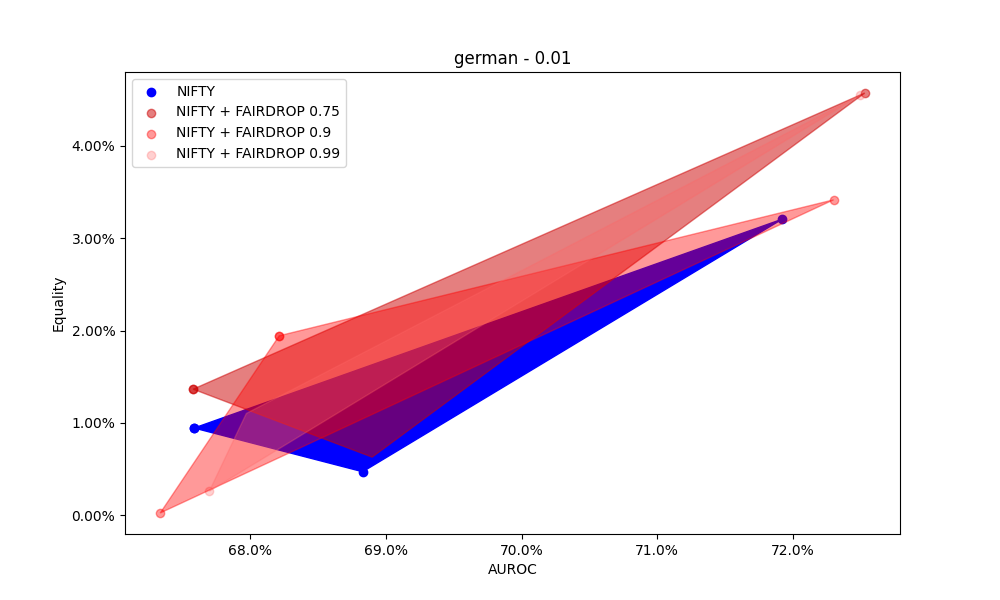 german - 0.01
NIFTY
NIFTY + FAIRDROP 0.75
NIFTY + FAIRDROP 0.9
NIFTY + FAIRDROP 0.99
Equality
4.00%
3.00%
2.00%
1.00%
0.00%
68.0% 69.0% 70.0% 71.0% 72.0%
AUROC